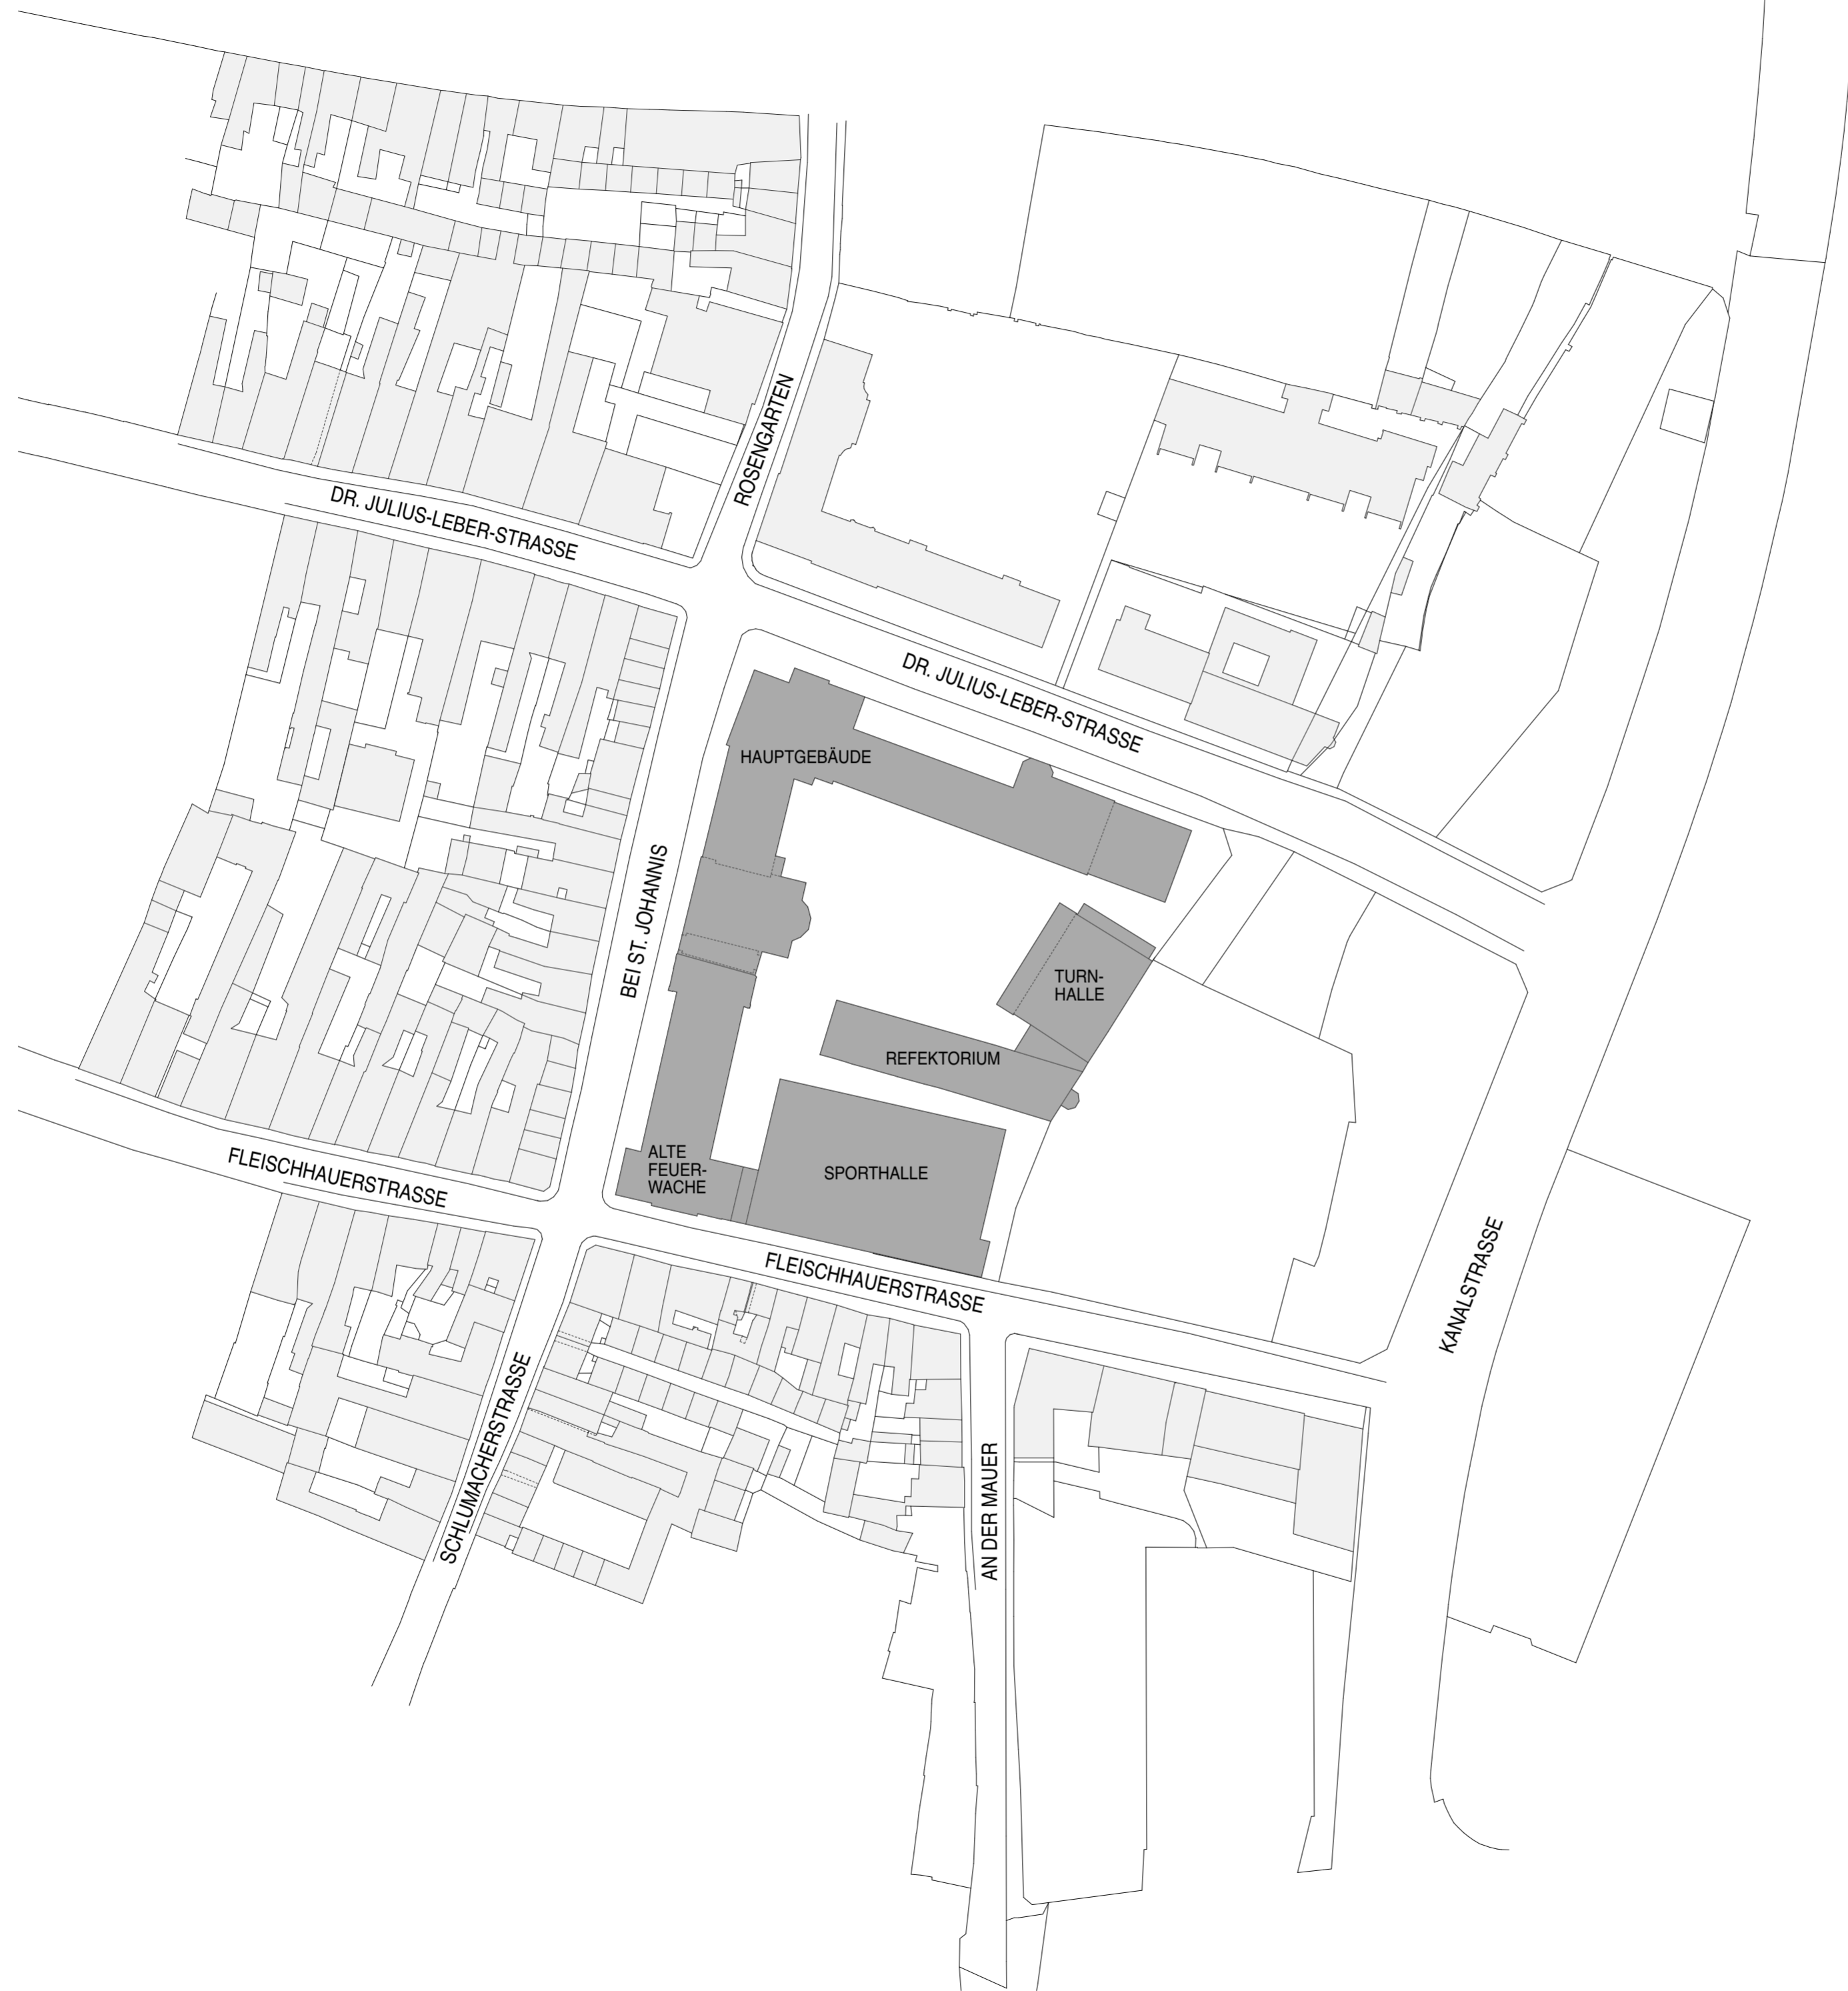 ROSENGARTEN
DR. JULIUS-LEBER-STRASSE
DR. JULIUS-LEBER-STRASSE
HAUPTGEBÄUDE
BEI ST. JOHANNIS
TURN-
HALLE
REFEKTORIUM
ALTE
FEUER-
WACHE
SPORTHALLE
FLEISCHHAUERSTRASSE
FLEISCHHAUERSTRASSE
KANALSTRASSE
SCHLUMACHERSTRASSE
AN DER MAUER